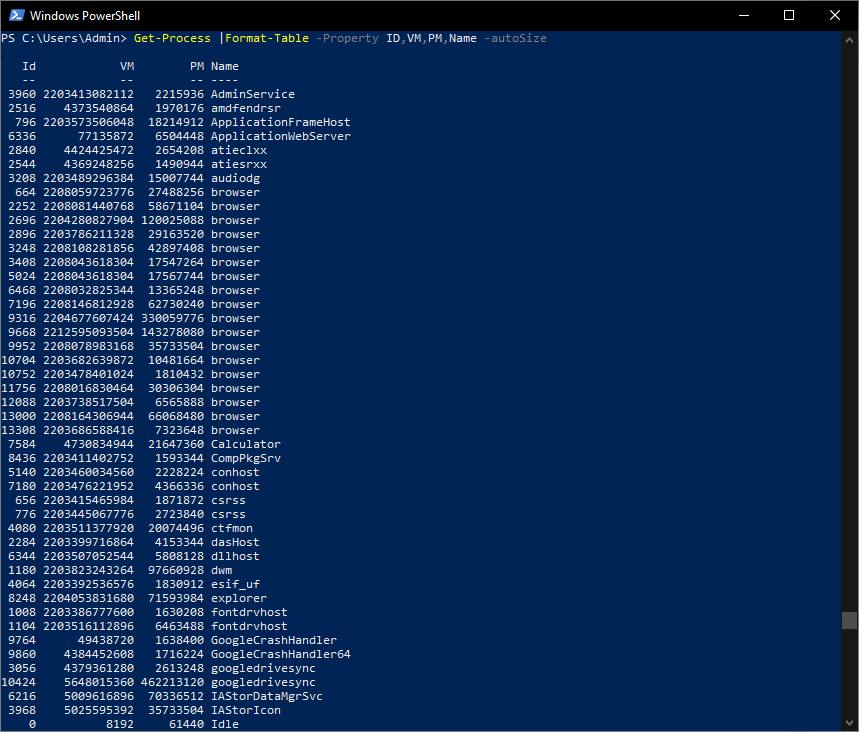 Windows PowerShell
PS C:\Users\Admin> Get-Process |Format-Table -Property ID,VM,PM,Name -autoSize
Id VM PM Name
-- -- -- ----
3960 2203413082112 2215936 AdminService
2516 4373540864 1970176 amdfendrsr
796 2203573506048 18214912 ApplicationFrameHost
6336 77135872 6504448 ApplicationWebServer
2840 4424425472 2654208 atieclxx
2544 4369248256 1490944 atiesrxx
3208 2203489296384 15007744 audiodg
664 2208059723776 27488256 browser
2252 2208081440768 58671104 browser
2696 2204280827904 120025088 browser
2896 2203786211328 29163520 browser
3248 2208108281856 42897408 browser
3408 2208043618304 17547264 browser
5024 2208043618304 17567744 browser
6468 2208032825344 13365248 browser
7196 2208146812928 62730240 browser
9316 2204677607424 330059776 browser
9668 2212595093504 143278080 browser
9952 2208078983168 35733504 browser
10704 2203682639872 10481664 browser
10752 2203478401024 1810432 browser
11756 2208016830464 30306304 browser
12088 2203738517504 6565888 browser
13000 2208164306944 66068480 browser
13308 2203686588416 7323648 browser
7584 4730834944 21647360 Calculator
8436 2203411402752 1593344 CompPkgSrv
5140 2203460034560 2228224 conhost
7180 2203476221952 4366336 conhost
656 2203415465984 1871872 csrss
776 2203445067776 2723840 csrss
4080 2203511377920 20074496 ctfmon
2284 2203399716864 4153344 dasHost
6344 2203507052544 5808128 dllhost
1180 2203823243264 97660928 dwm
4064 2203392536576 1830912 esif_uf
8248 2204053831680 71593984 explorer
1008 2203386777600 1630208 fontdrvhost
1104 2203516112896 6463488 fontdrvhost
9764 49438720 1638400 GoogleCrashHandler
9860 4384452608 1716224 GoogleCrashHandler64
3056 4379361280 2613248 googledrivesync
10424 5648015360 462213120 googledrivesync
6216 5009616896 70336512 IAStorDataMgrSvc
3968 5025595392 35733504 IAStorIcon
0 8192 61440 Idle